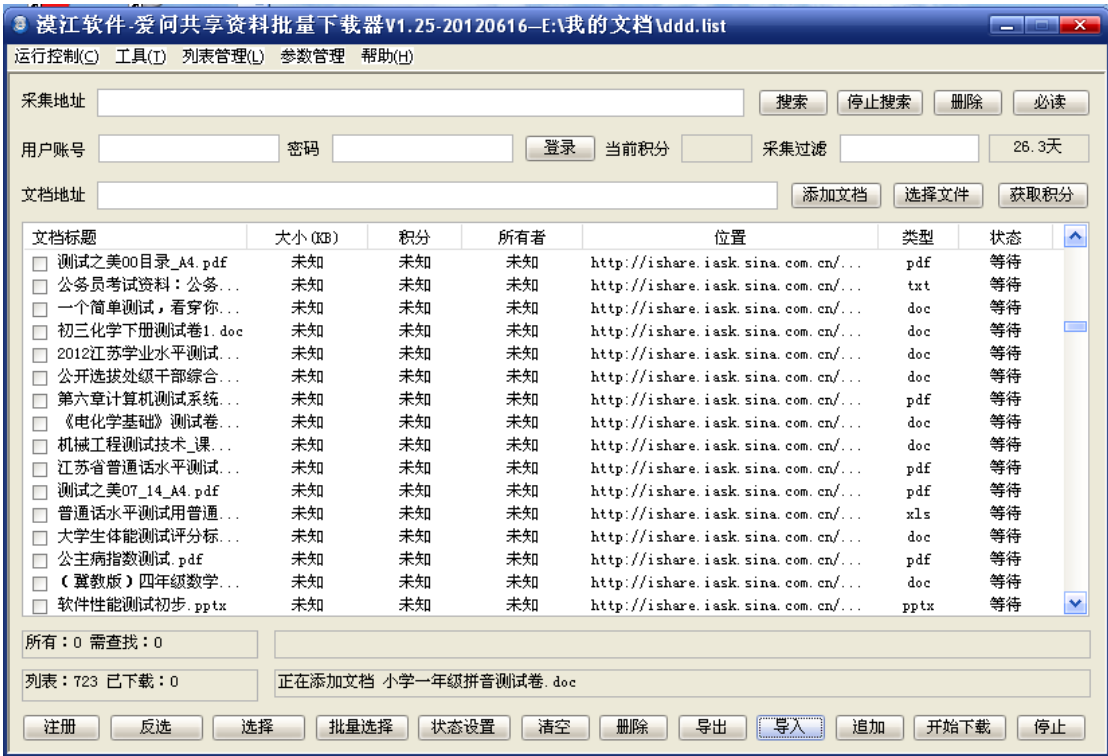 漠江软件-爱问共享资料批量下载器V1.25-20120616—E:\我的文档\ddd.list
运行控制(C) 工具(T) 列表管理(L) 参数管理 帮助(H)
采集地址 搜索 停止搜索 删除 必读
用户账号 密码 登录 当前积分 采集过滤 26.3天
文档地址 添加文档 选择文件 获取积分
文档标题 大小(KB) 积分 所有者 位置 类型 状态
测试之美00目录_A4.pdf 未知 未知 未知 http://ishare.iask.sina.com.cn/... pdf 等待
公务员考试资料：公务... 未知 未知 未知 http://ishare.iask.sina.com.cn/... txt 等待
一个简单测试，看穿你... 未知 未知 未知 http://ishare.iask.sina.com.cn/... doc 等待
初三化学下册测试卷1.doc 未知 未知 未知 http://ishare.iask.sina.com.cn/... doc 等待
2012江苏学业水平测试... 未知 未知 未知 http://ishare.iask.sina.com.cn/... doc 等待
公开选拔处级干部综合... 未知 未知 未知 http://ishare.iask.sina.com.cn/... doc 等待
第六章计算机测试系统... 未知 未知 未知 http://ishare.iask.sina.com.cn/... pdf 等待
《电化学基础》测试卷... 未知 未知 未知 http://ishare.iask.sina.com.cn/... doc 等待
机械工程测试技术_课... 未知 未知 未知 http://ishare.iask.sina.com.cn/... doc 等待
江苏省普通话水平测试... 未知 未知 未知 http://ishare.iask.sina.com.cn/... pdf 等待
测试之美07_14_A4.pdf 未知 未知 未知 http://ishare.iask.sina.com.cn/... pdf 等待
普通话水平测试用普通... 未知 未知 未知 http://ishare.iask.sina.com.cn/... xls 等待
大学生体能测试评分标... 未知 未知 未知 http://ishare.iask.sina.com.cn/... doc 等待
公主病指数测试.pdf 未知 未知 未知 http://ishare.iask.sina.com.cn/... pdf 等待
（冀教版）四年级数学... 未知 未知 未知 http://ishare.iask.sina.com.cn/... doc 等待
软件性能测试初步.pptx 未知 未知 未知 http://ishare.iask.sina.com.cn/... pptx 等待
所有：0 需查找：0
列表：723 已下载：0 正在添加文档 小学一年级拼音测试卷.doc
注册 反选 选择 批量选择 状态设置 清空 删除 导出 导入 追加 开始下载 停止